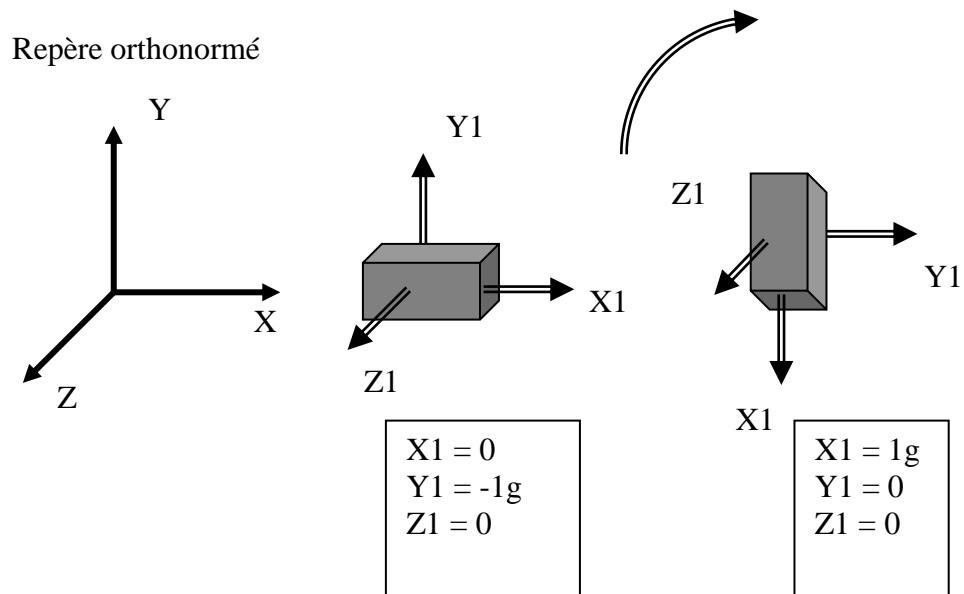 Repère orthonormé
Y
X
Z
Y1
X1
Z1
Z1
Y1
X1
X1 = 0
Y1 = -1g
Z1 = 0
X1 = 1g
Y1 = 0
Z1 = 0